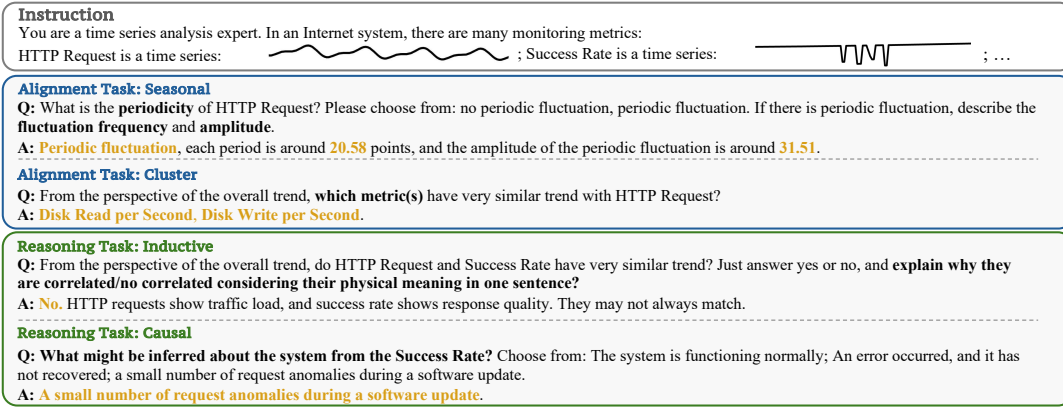 Instruction
You are a time series analysis expert. In an Internet system, there are many monitoring metrics:
HTTP Request is a time series: ; Success Rate is a time series: ; …
Alignment Task: Seasonal
Q: What is the periodicity of HTTP Request? Please choose from: no periodic fluctuation, periodic fluctuation. If there is periodic fluctuation, describe the
fluctuation frequency and amplitude.
A: Periodic fluctuation, each period is around 20.58 points, and the amplitude of the periodic fluctuation is around 31.51.
Alignment Task: Cluster
Q: From the perspective of the overall trend, which metric(s) have very similar trend with HTTP Request?
A: Disk Read per Second, Disk Write per Second.
Reasoning Task: Inductive
Q: From the perspective of the overall trend, do HTTP Request and Success Rate have very similar trend? Just answer yes or no, and explain why they
are correlated/no correlated considering their physical meaning in one sentence?
A: No. HTTP requests show traffic load, and success rate shows response quality. They may not always match.
Reasoning Task: Causal
Q: What might be inferred about the system from the Success Rate? Choose from: The system is functioning normally; An error occurred, and it has
not recovered; a small number of request anomalies during a software update.
A: A small number of request anomalies during a software update.